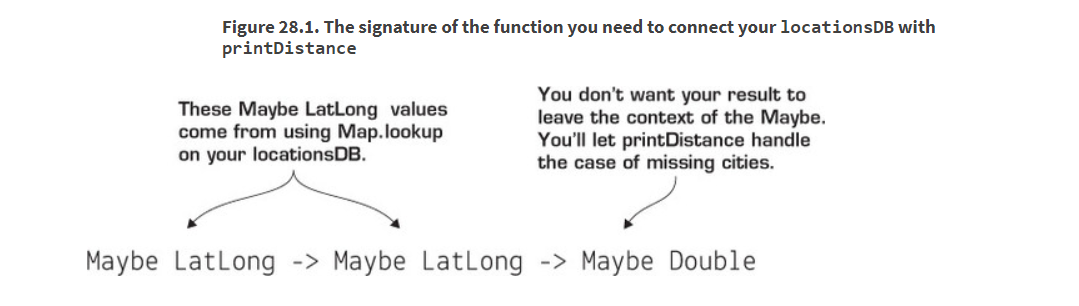 Figure 28.1. The signature of the function you need to connect your locationsDB with
printDistance
These Maybe LatLong values
come from using Map.lookup
on your locationsDB.
You don't want your result to
leave the context of the Maybe.
You'll let printDistance handle
the case of missing cities.
Maybe LatLong -> Maybe LatLong -> Maybe Double